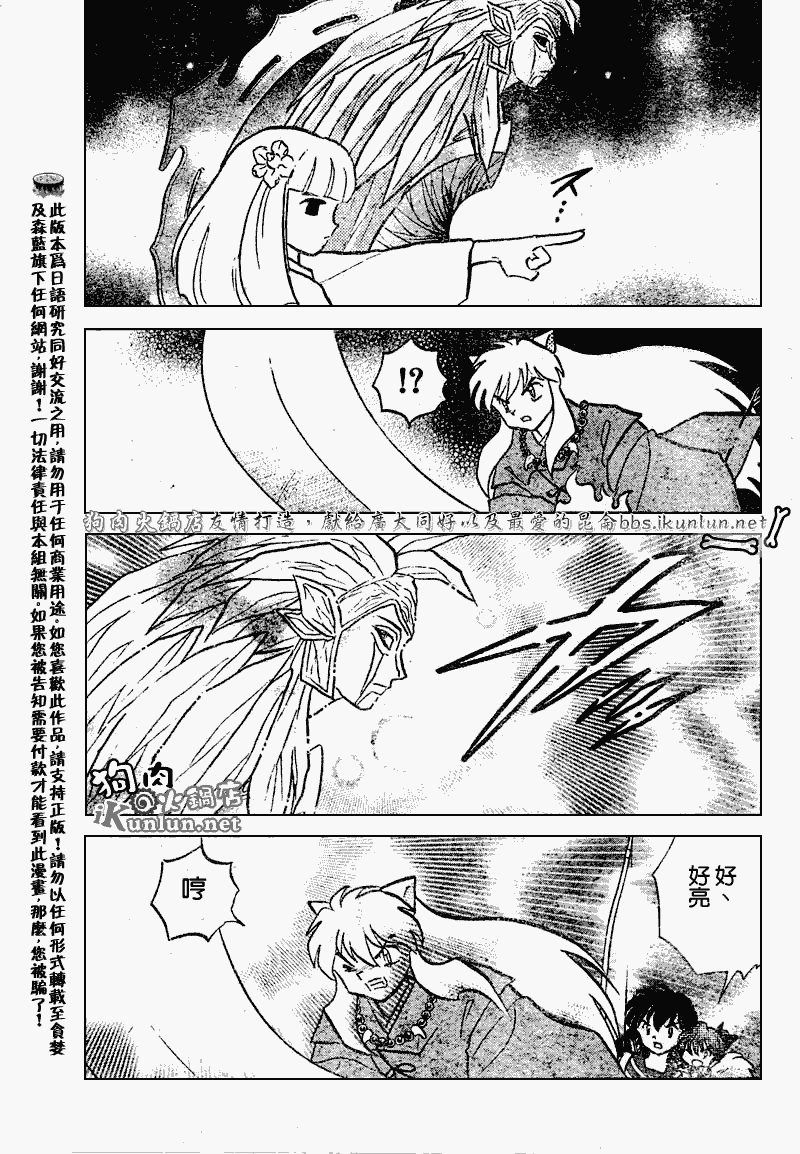 此版本爲日語研究同好交流之用，請勿用于任何商業用途。如您喜歡此作品，請支持正版！請勿以任何形式轉載至貪婪
及森藍旗下任何網站，謝謝！一切法律責任與本組無關。如果您被告知需要付款才能看到此漫畫，那麼，您被騙了！
!?
狗肉火鍋店友情打造，獻給廣大同好以及最愛的昆侖bbs.ikunlun.net
狗肉
火鍋店
iKunlun.net
好、
好亮
哼